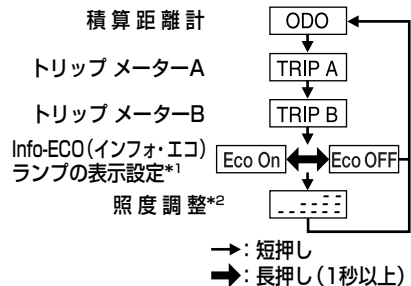 積算距離計 ODO
トリップ メーターA TRIP A
トリップ メーターB TRIP B
Info-ECO(インフォ・エコ)
ランプの表示設定*1 Eco On Eco OFF
照度調整*2
→:短押し
➡:長押し(1秒以上)